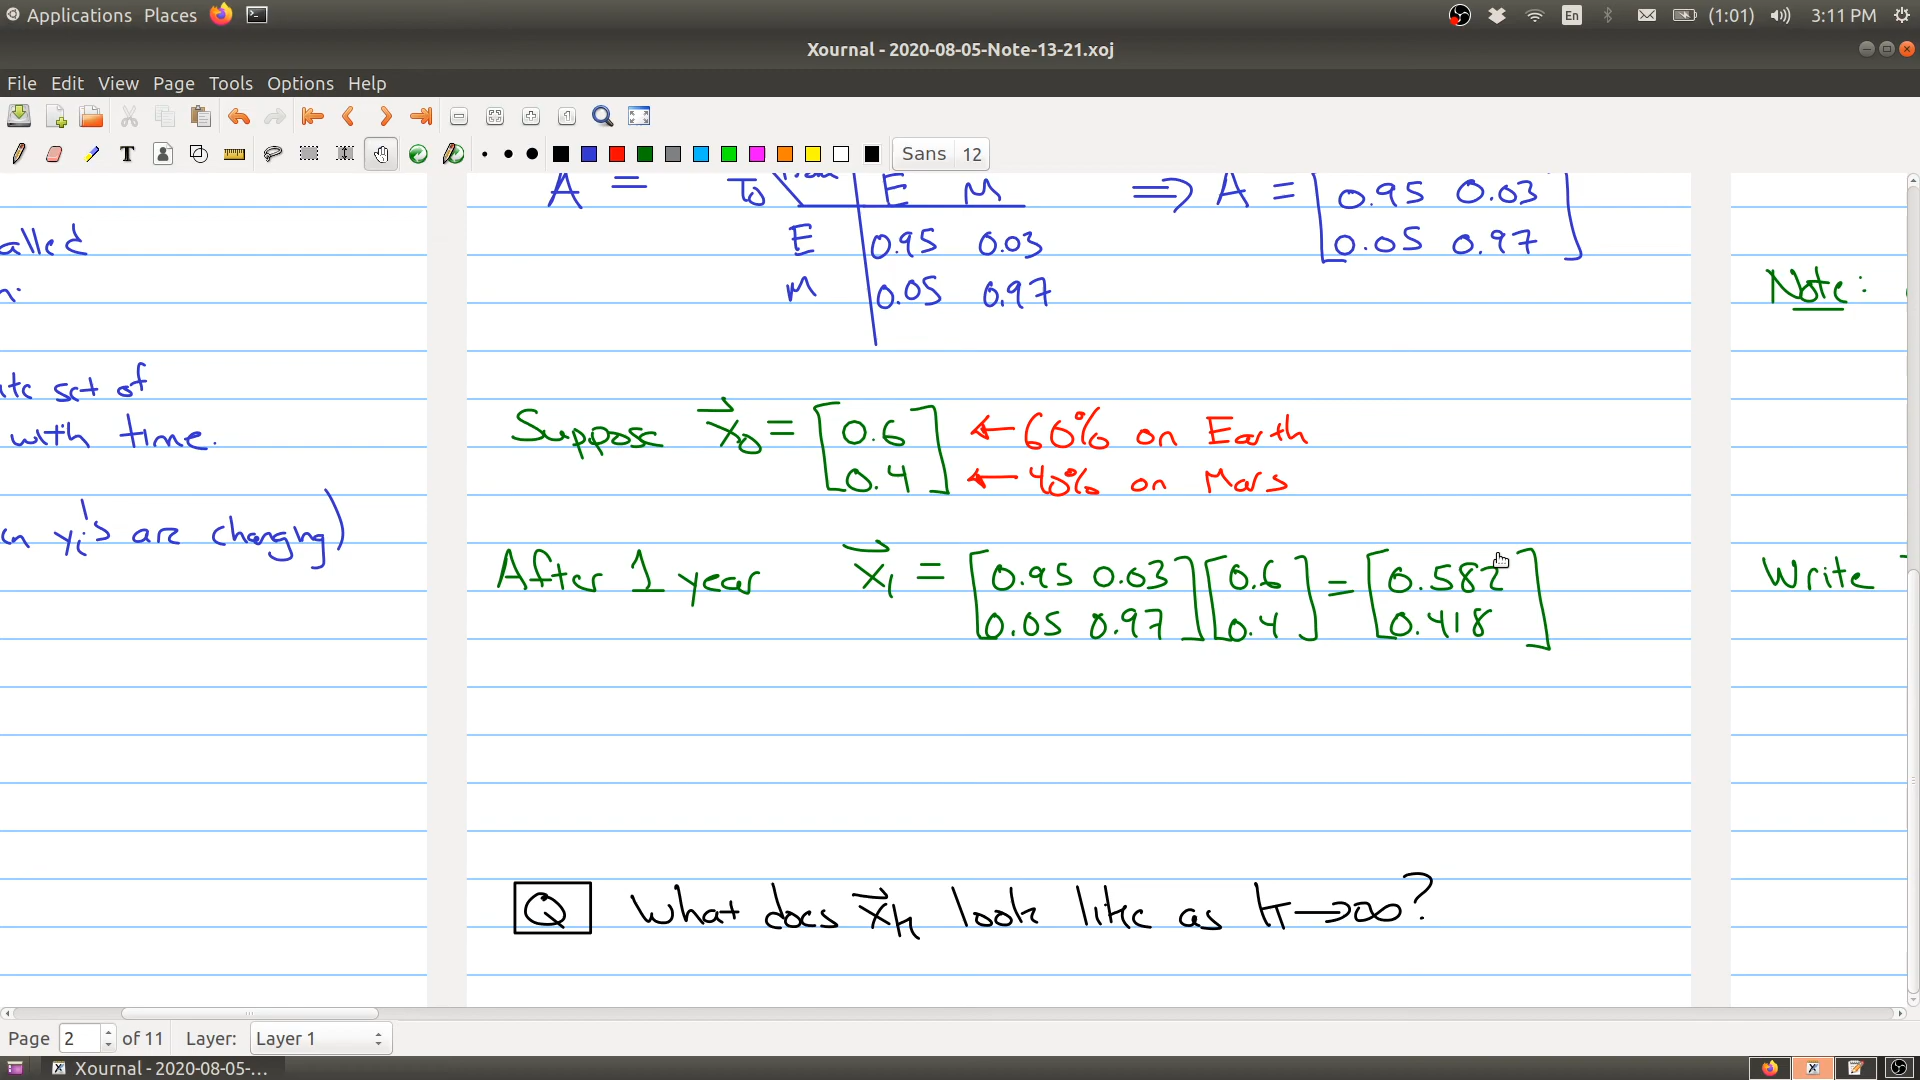 Applications Places En (1:01) 3:11 PM
Xournal - 2020-08-05-Note-13-21.xoj
File Edit View Page Tools Options Help
T Sans 12
alled
n.
set of
with time.
yi's are changing)
A = To From E M ⟹ A = [0.95 0.03
E 0.95 0.03 0.05 0.97]
M 0.05 0.97
Suppose x⃗0 = [0.6 ← 60% on Earth
0.4] ← 40% on Mars
After 1 year x⃗1 = [0.95 0.03 [0.6 = [0.582
0.05 0.97] 0.4] 0.418]
Q What does x⃗k look like as k→∞?
Note:
Write
Page 2 of 11 Layer: Layer 1
Xournal - 2020-08-05-...